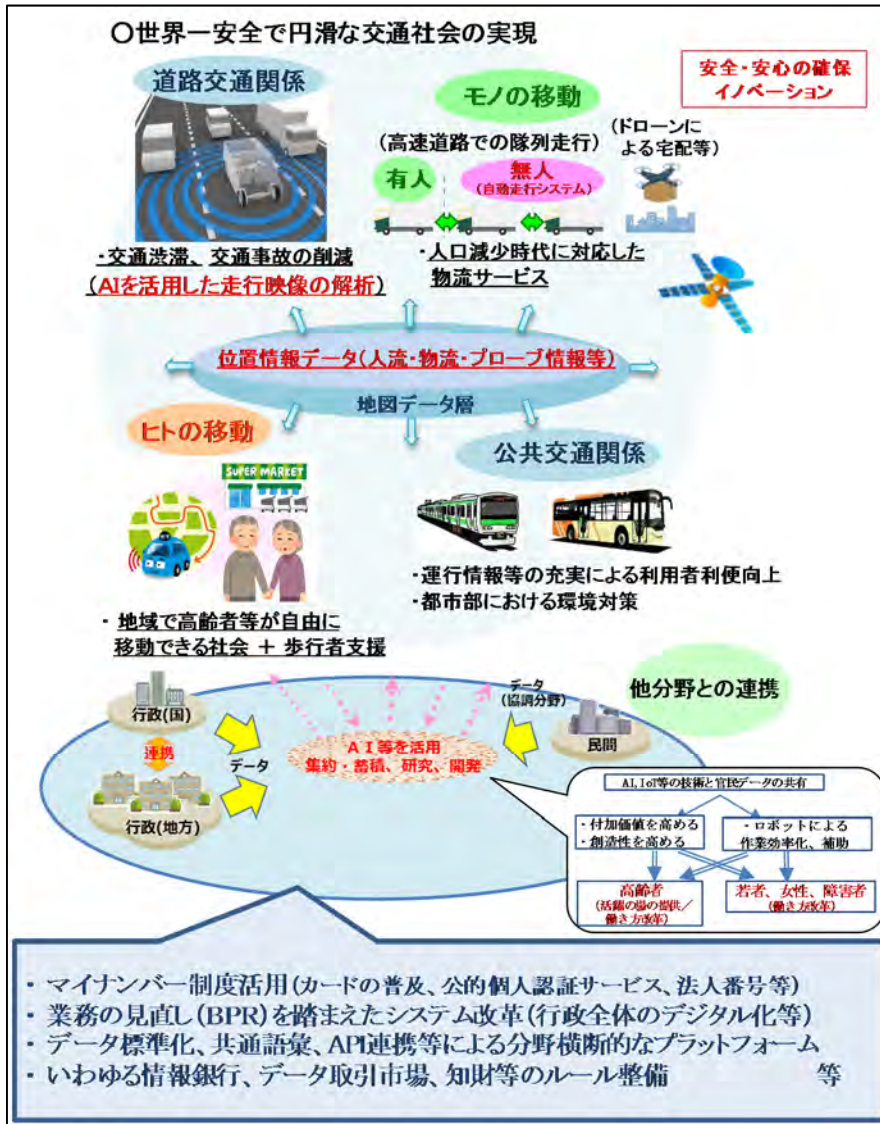 〇世界一安全で円滑な交通社会の実現
安全・安心の確保
イノベーション
道路交通関係
・交通渋滞、交通事故の削減
(AIを活用した走行映像の解析)
モノの移動
(高速道路での隊列走行)
(ドローンに
よる宅配等)
有人
無人
(自動走行システム)
・人口減少時代に対応した
物流サービス
位置情報データ(人流・物流・プローブ情報等)
地図データ層
ヒトの移動
SUPER MARKET
・地域で高齢者等が自由に
移動できる社会 + 歩行者支援
公共交通関係
・運行情報等の充実による利用者利便向上
・都市部における環境対策
他分野との連携
行政(国)
連携
行政(地方)
データ
AI等を活用
集約・蓄積、研究、開発
データ
(協調分野)
民間
AI,IoT等の技術と官民データの共有
・付加価値を高める
・創造性を高める
・ロボットによる
作業効率化、補助
高齢者
(活躍の場の提供/
働き方改革)
若者、女性、障害者
(働き方改革)
・マイナンバー制度活用(カードの普及、公的個人認証サービス、法人番号等)
・業務の見直し(BPR)を踏まえたシステム改革(行政全体のデジタル化等)
・データ標準化、共通語彙、API連携等による分野横断的なプラットフォーム
・いわゆる情報銀行、データ取引市場、知財等のルール整備 等